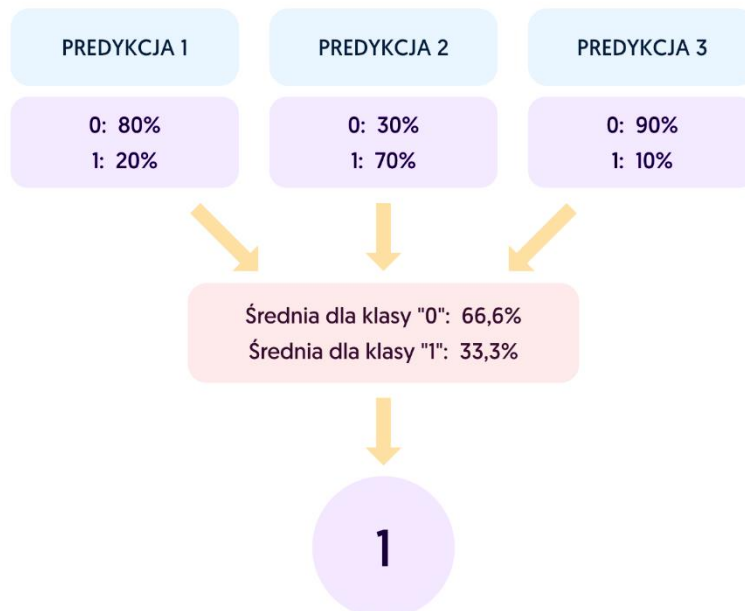 PREDYKCJA 1
PREDYKCJA 2
PREDYKCJA 3
0: 80%
1: 20%
0: 30%
1: 70%
0: 90%
1: 10%
Średnia dla klasy "0": 66,6%
Średnia dla klasy "1": 33,3%
1